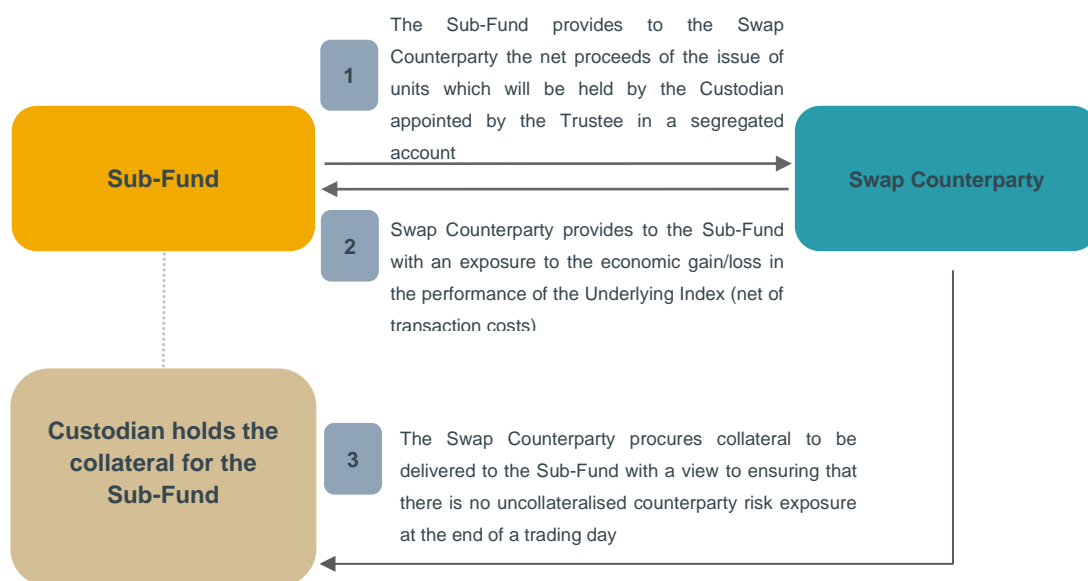 The Sub-Fund provides to the Swap
Counterparty the net proceeds of the issue of
units which will be held by the Custodian
appointed by the Trustee in a segregated
account
1
Sub-Fund
Swap Counterparty
2
Swap Counterparty provides to the Sub-Fund
with an exposure to the economic gain/loss in
the performance of the Underlying Index (net of
transaction costs)
Custodian holds the
collateral for the
Sub-Fund
3
The Swap Counterparty procures collateral to be
delivered to the Sub-Fund with a view to ensuring that
there is no uncollateralised counterparty risk exposure
at the end of a trading day